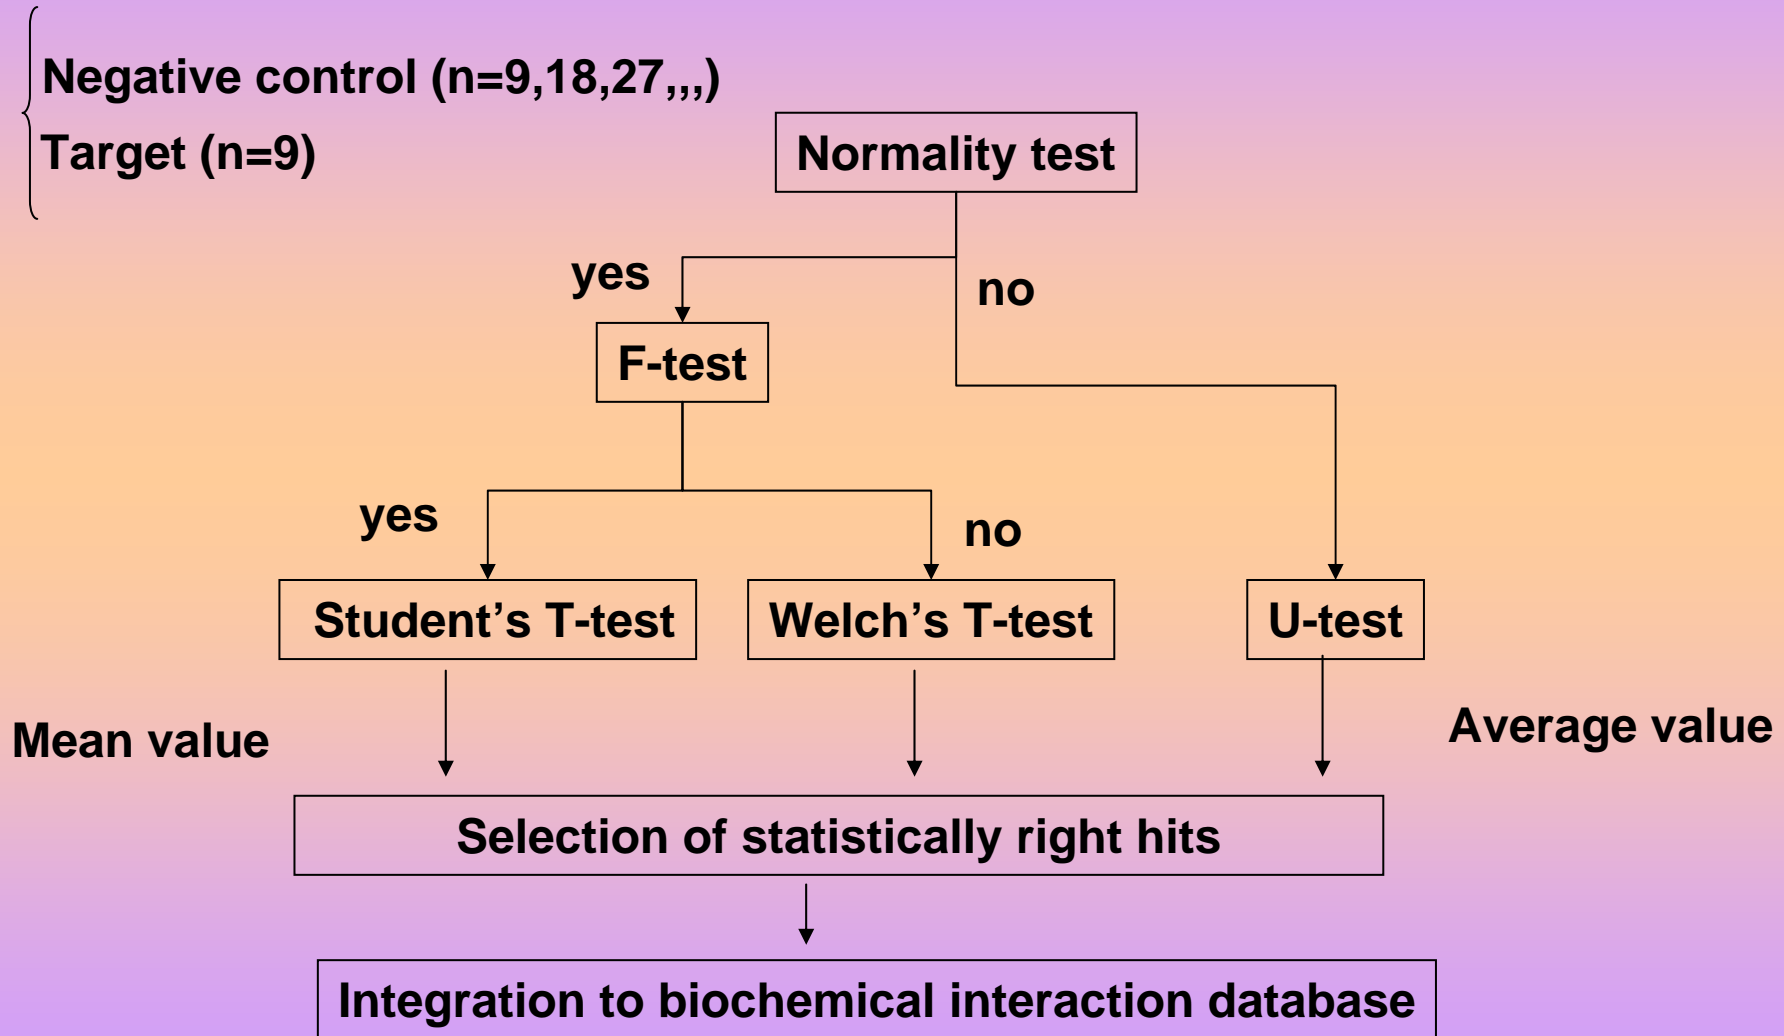 Negative control (n=9,18,27,,,)
Target (n=9)
Normality test
yes
no
F-test
yes
no
Student’s T-test
Welch’s T-test
U-test
Mean value
Average value
Selection of statistically right hits
Integration to biochemical interaction database